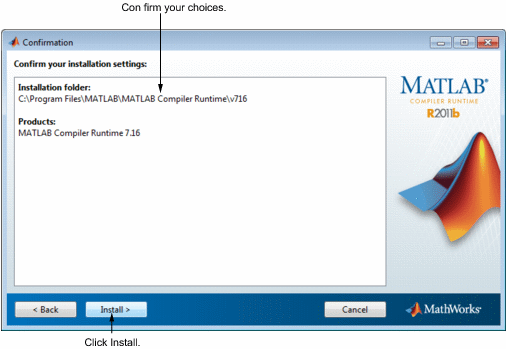 Con firm your choices.
Confirmation
Confirm your installation settings:
Installation folder:
C:\Program Files\MATLAB\MATLAB Compiler Runtime\v716
Products:
MATLAB Compiler Runtime 7.16
MATLAB®
COMPILER RUNTIME
R2011b
< Back
Install >
Cancel
MathWorks®
Click Install.